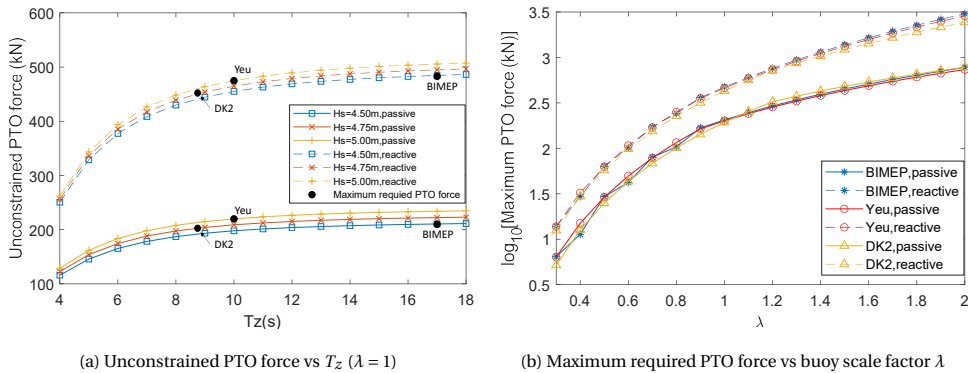 600
500
400
300
200
100
Unconstrained PTO force (kN)
Yeu
DK2
BIMEP
Hs=4.50m,passive
Hs=4.75m,passive
Hs=5.00m,passive
Hs=4.50m,reactive
Hs=4.75m,reactive
Hs=5.00m,reactive
Maximum requied PTO force
Yeu
DK2
BIMEP
4 6 8 10 12 14 16 18
Tz(s)
(a) Unconstrained PTO force vs Tz (λ = 1)
3.5
3
2.5
2
1.5
1
0.5
log10[Maximum PTO force (kN)]
BIMEP,passive
BIMEP,reactive
Yeu,passive
Yeu,reactive
DK2,passive
DK2,reactive
0.4 0.6 0.8 1 1.2 1.4 1.6 1.8 2
λ
(b) Maximum required PTO force vs buoy scale factor λ